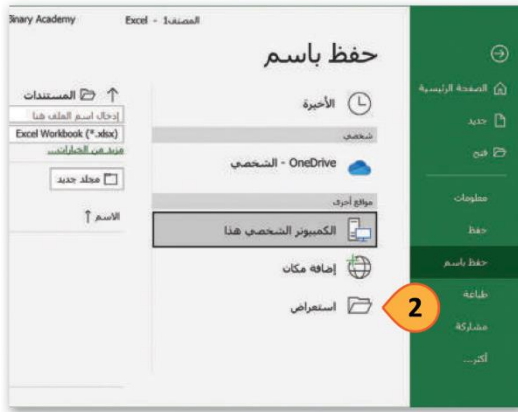 المصنف1 - Excel
Binary Academy
الصفحة الرئيسية
جديد
فتح
معلومات
حفظ
حفظ باسم
طباعة
مشاركة
أكثر...
حفظ باسم
الأخيرة
شخصي
OneDrive - الشخصي
مواقع أخرى
الكمبيوتر الشخصي هذا
إضافة مكان
استعراض
2
المستندات
إدخال اسم الملف هنا
Excel Workbook (*.xlsx)
مزيد من الخيارات...
مجلد جديد
الاسم ↑